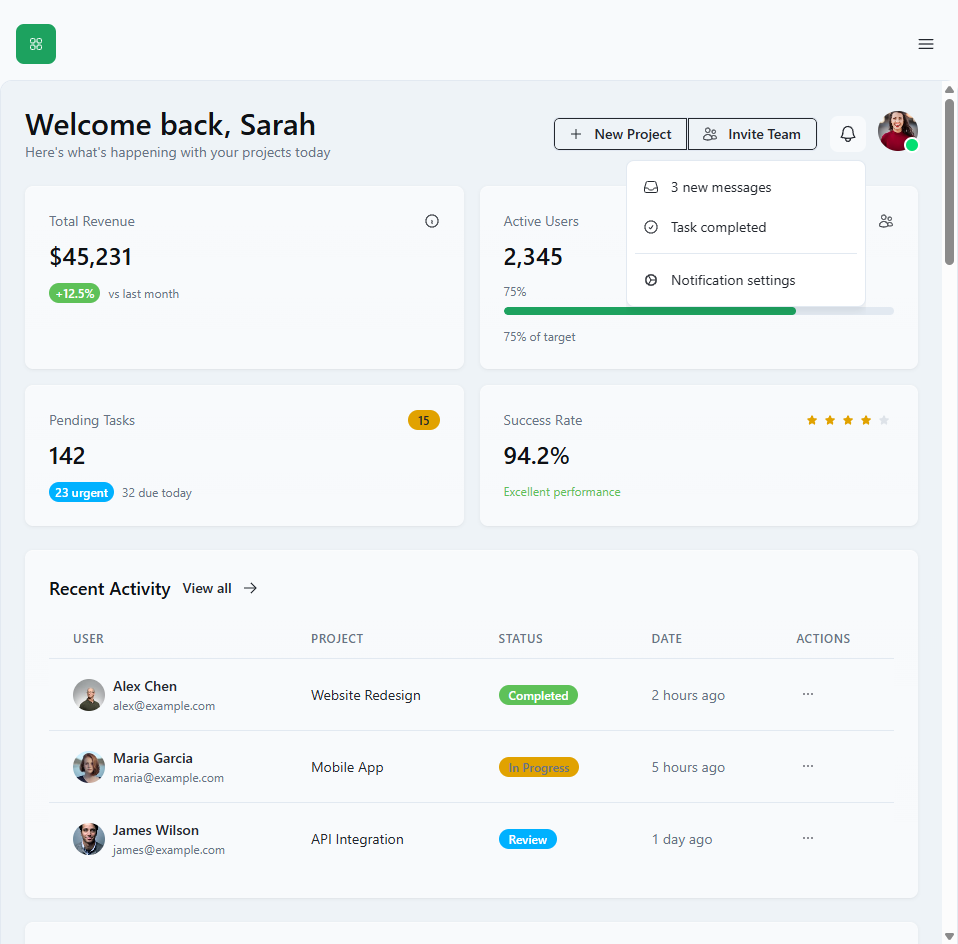 Welcome back, Sarah
Here's what's happening with your projects today
New Project
Invite Team
3 new messages
Task completed
Notification settings
Total Revenue
$45,231
+12.5% vs last month
Active Users
2,345
75%
75% of target
Pending Tasks
15
142
23 urgent 32 due today
Success Rate
94.2%
Excellent performance
Recent Activity View all
USER PROJECT STATUS DATE ACTIONS
Alex Chen
alex@example.com
Website Redesign Completed 2 hours ago
Maria Garcia
maria@example.com
Mobile App In Progress 5 hours ago
James Wilson
james@example.com
API Integration Review 1 day ago